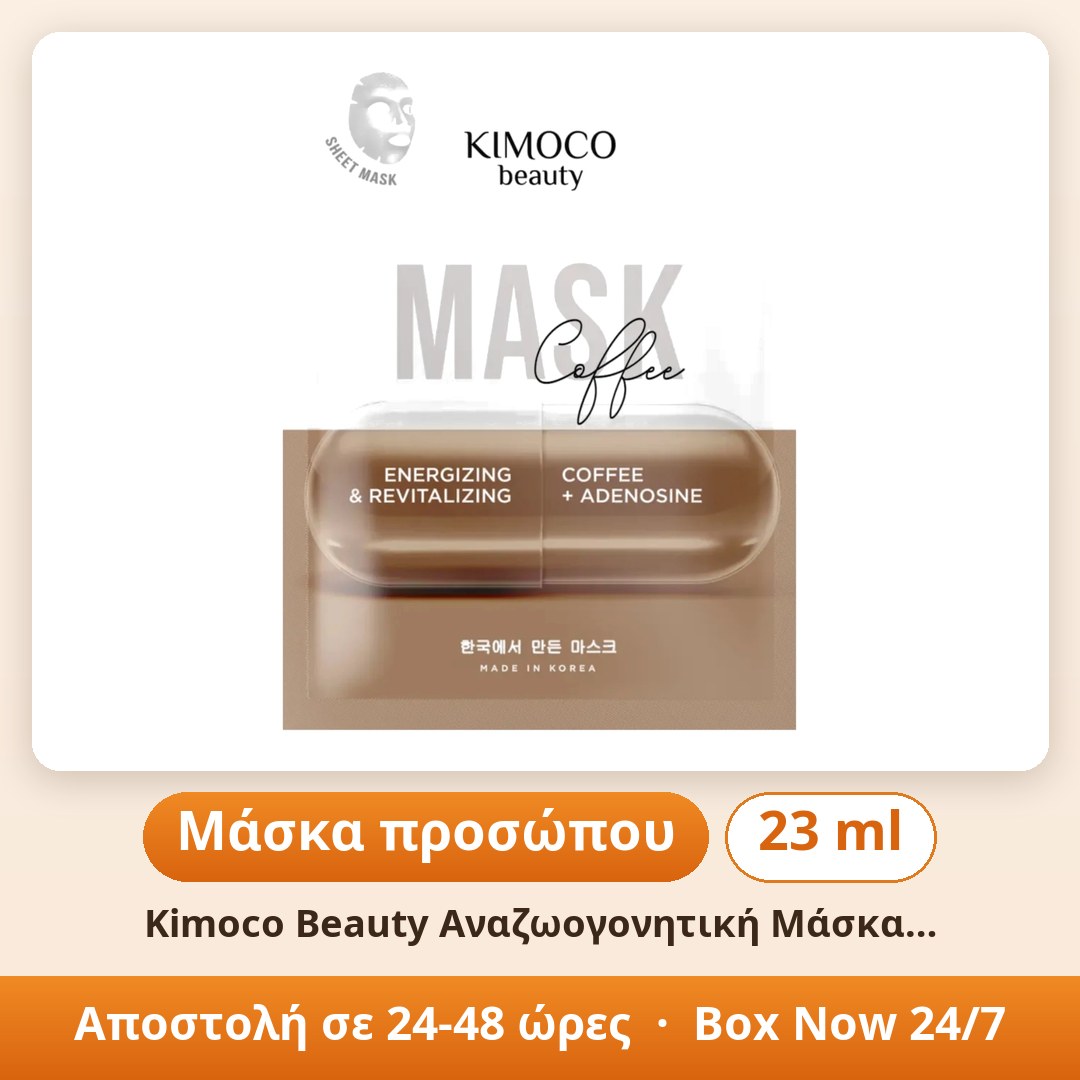 SHEET MASK
KIMOCO
beauty
MASK
Coffee
ENERGIZING
& REVITALIZING
COFFEE
+ ADENOSINE
한국에서 만든 마스크
MADE IN KOREA
Μάσκα προσώπου
23 ml
Kimoco Beauty Αναζωογονητική Μάσκα...
Αποστολή σε 24-48 ώρες · Box Now 24/7